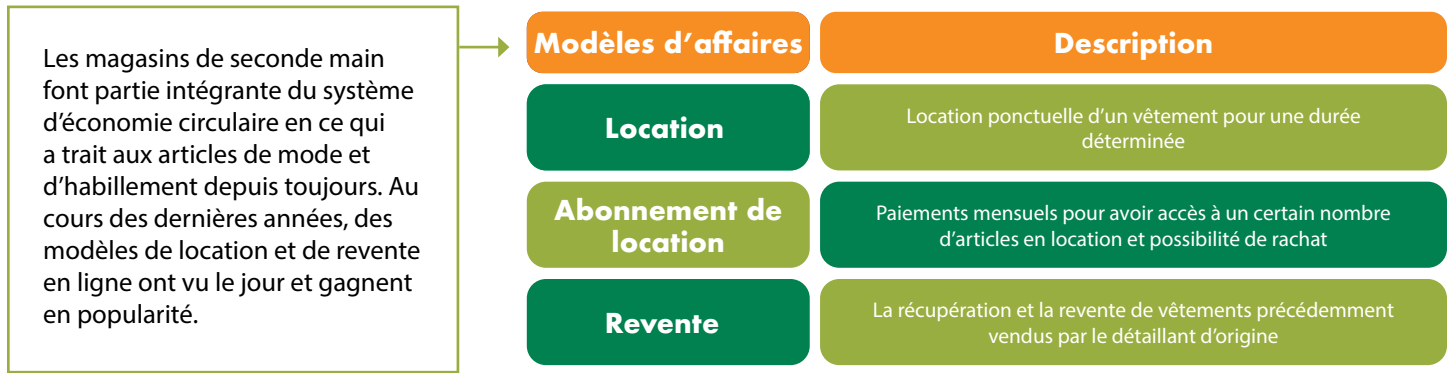 Les magasins de seconde main
font partie intégrante du système
d'économie circulaire en ce qui
a trait aux articles de mode et
d'habillement depuis toujours. Au
cours des dernières années, des
modèles de location et de revente
en ligne ont vu le jour et gagnent
en popularité.
Modèles d'affaires
Description
Location
Location ponctuelle d'un vêtement pour une durée
déterminée
Abonnement de
location
Paiements mensuels pour avoir accès à un certain nombre
d'articles en location et possibilité de rachat
Revente
La récupération et la revente de vêtements précédemment
vendus par le détaillant d'origine